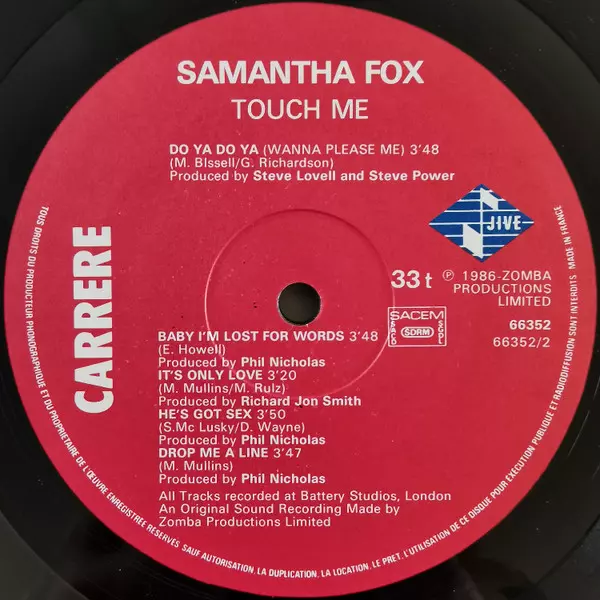 SAMANTHA FOX
TOUCH ME
DO YA DO YA (WANNA PLEASE ME) 3'48
(M. BIssell/G. Richardson)
Produced by Steve Lovell and Steve Power
JIVE
CARRERE
33 t
℗ 1986-ZOMBA
PRODUCTIONS
LIMITED
SACEM
SDRM
66352
66352/2
BABY I'M LOST FOR WORDS 3'48
(E. Howell)
Produced by Phil Nicholas
IT'S ONLY LOVE 3'20
(M. Mullins/M. Rulz)
Produced by Richard Jon Smith
HE'S GOT SEX 3'50
(S.Mc Lusky/D. Wayne)
Produced by Phil Nicholas
DROP ME A LINE 3'47
(M. Mullins)
Produced by Phil Nicholas
All Tracks recorded at Battery Studios, London
An Original Sound Recording Made by
Zomba Productions Limited
TOUS DROITS DU PRODUCTEUR PHONOGRAPHIQUE ET DU PROPRIETAIRE DE L'ŒUVRE ENREGISTREE RESERVES SAUF AUTORISATION, LA DUPLICATION, LA LOCATION, LE PRET, L'UTILISATION DE CE DISQUE POUR EXECUTION PUBLIQUE ET RADIODIFFUSION SONT INTERDITS MADE IN FRANCE